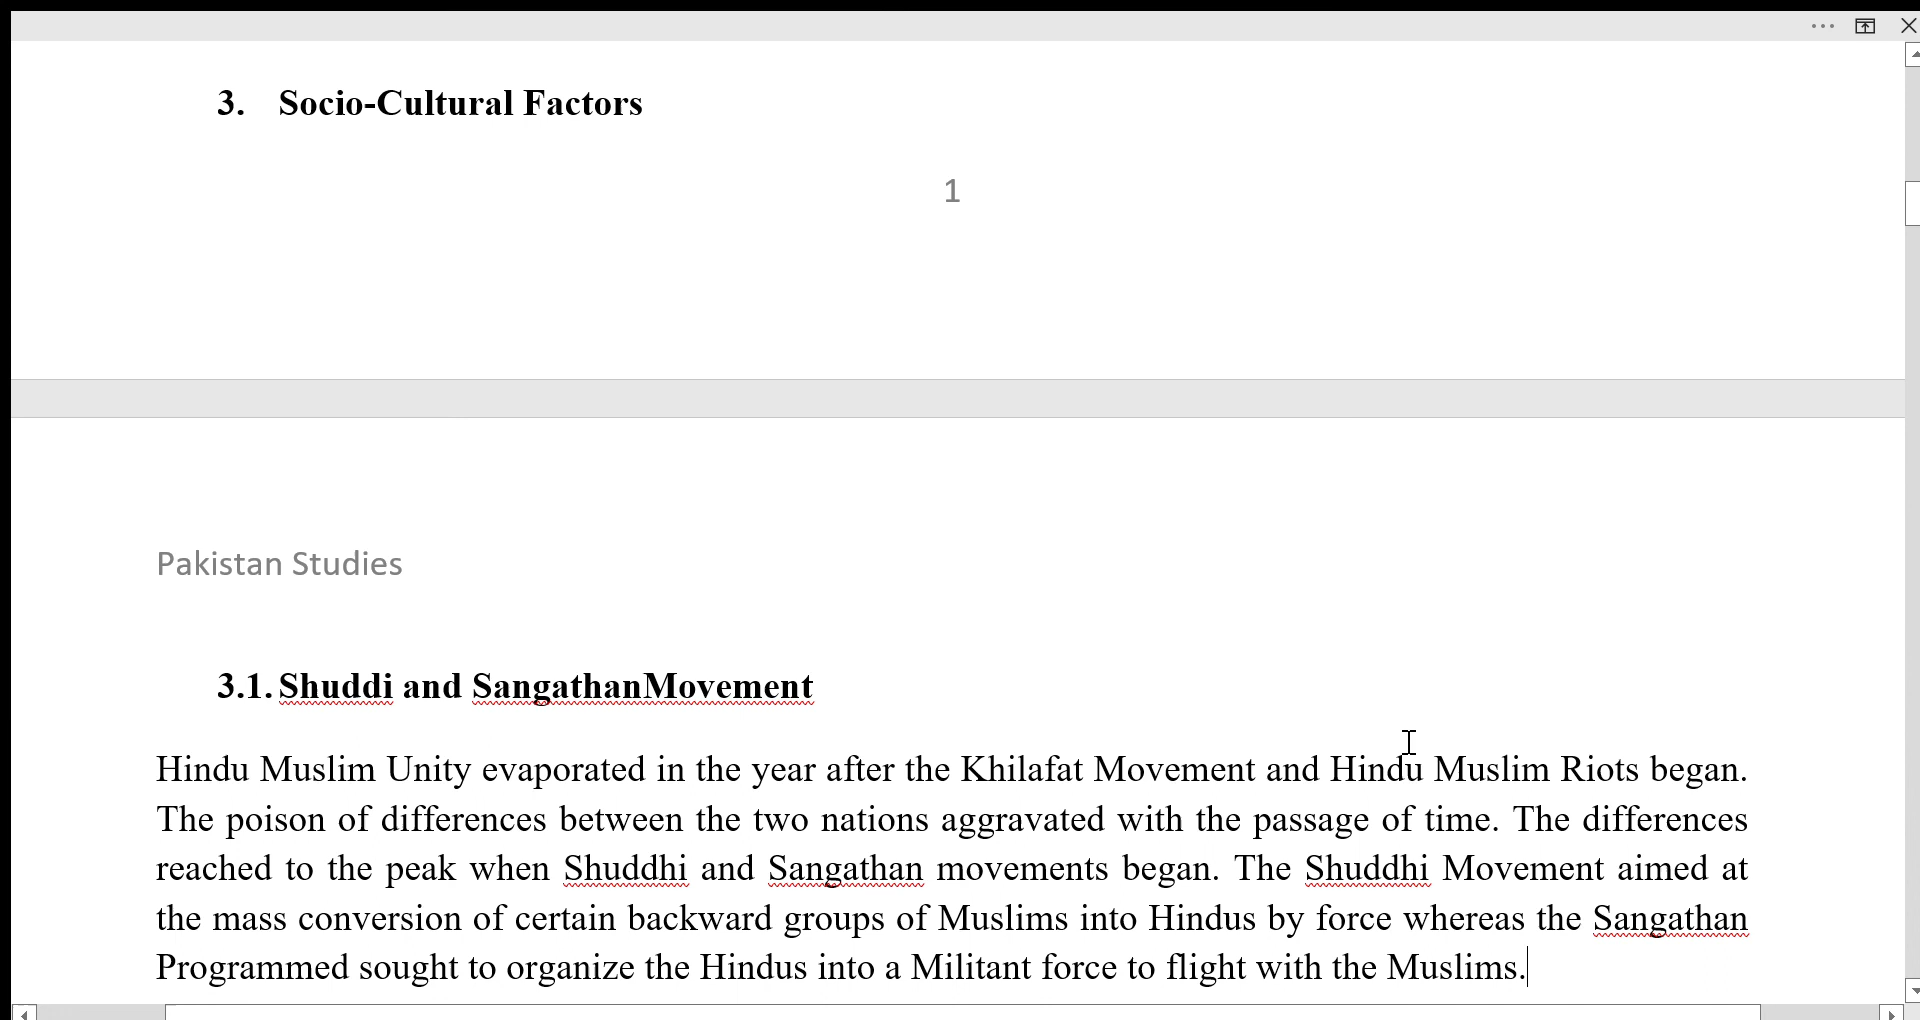 3. Socio-Cultural Factors
1
Pakistan Studies
3.1. Shuddi and SangathanMovement
Hindu Muslim Unity evaporated in the year after the Khilafat Movement and Hindu Muslim Riots began.
The poison of differences between the two nations aggravated with the passage of time. The differences
reached to the peak when Shuddhi and Sangathan movements began. The Shuddhi Movement aimed at
the mass conversion of certain backward groups of Muslims into Hindus by force whereas the Sangathan
Programmed sought to organize the Hindus into a Militant force to flight with the Muslims.